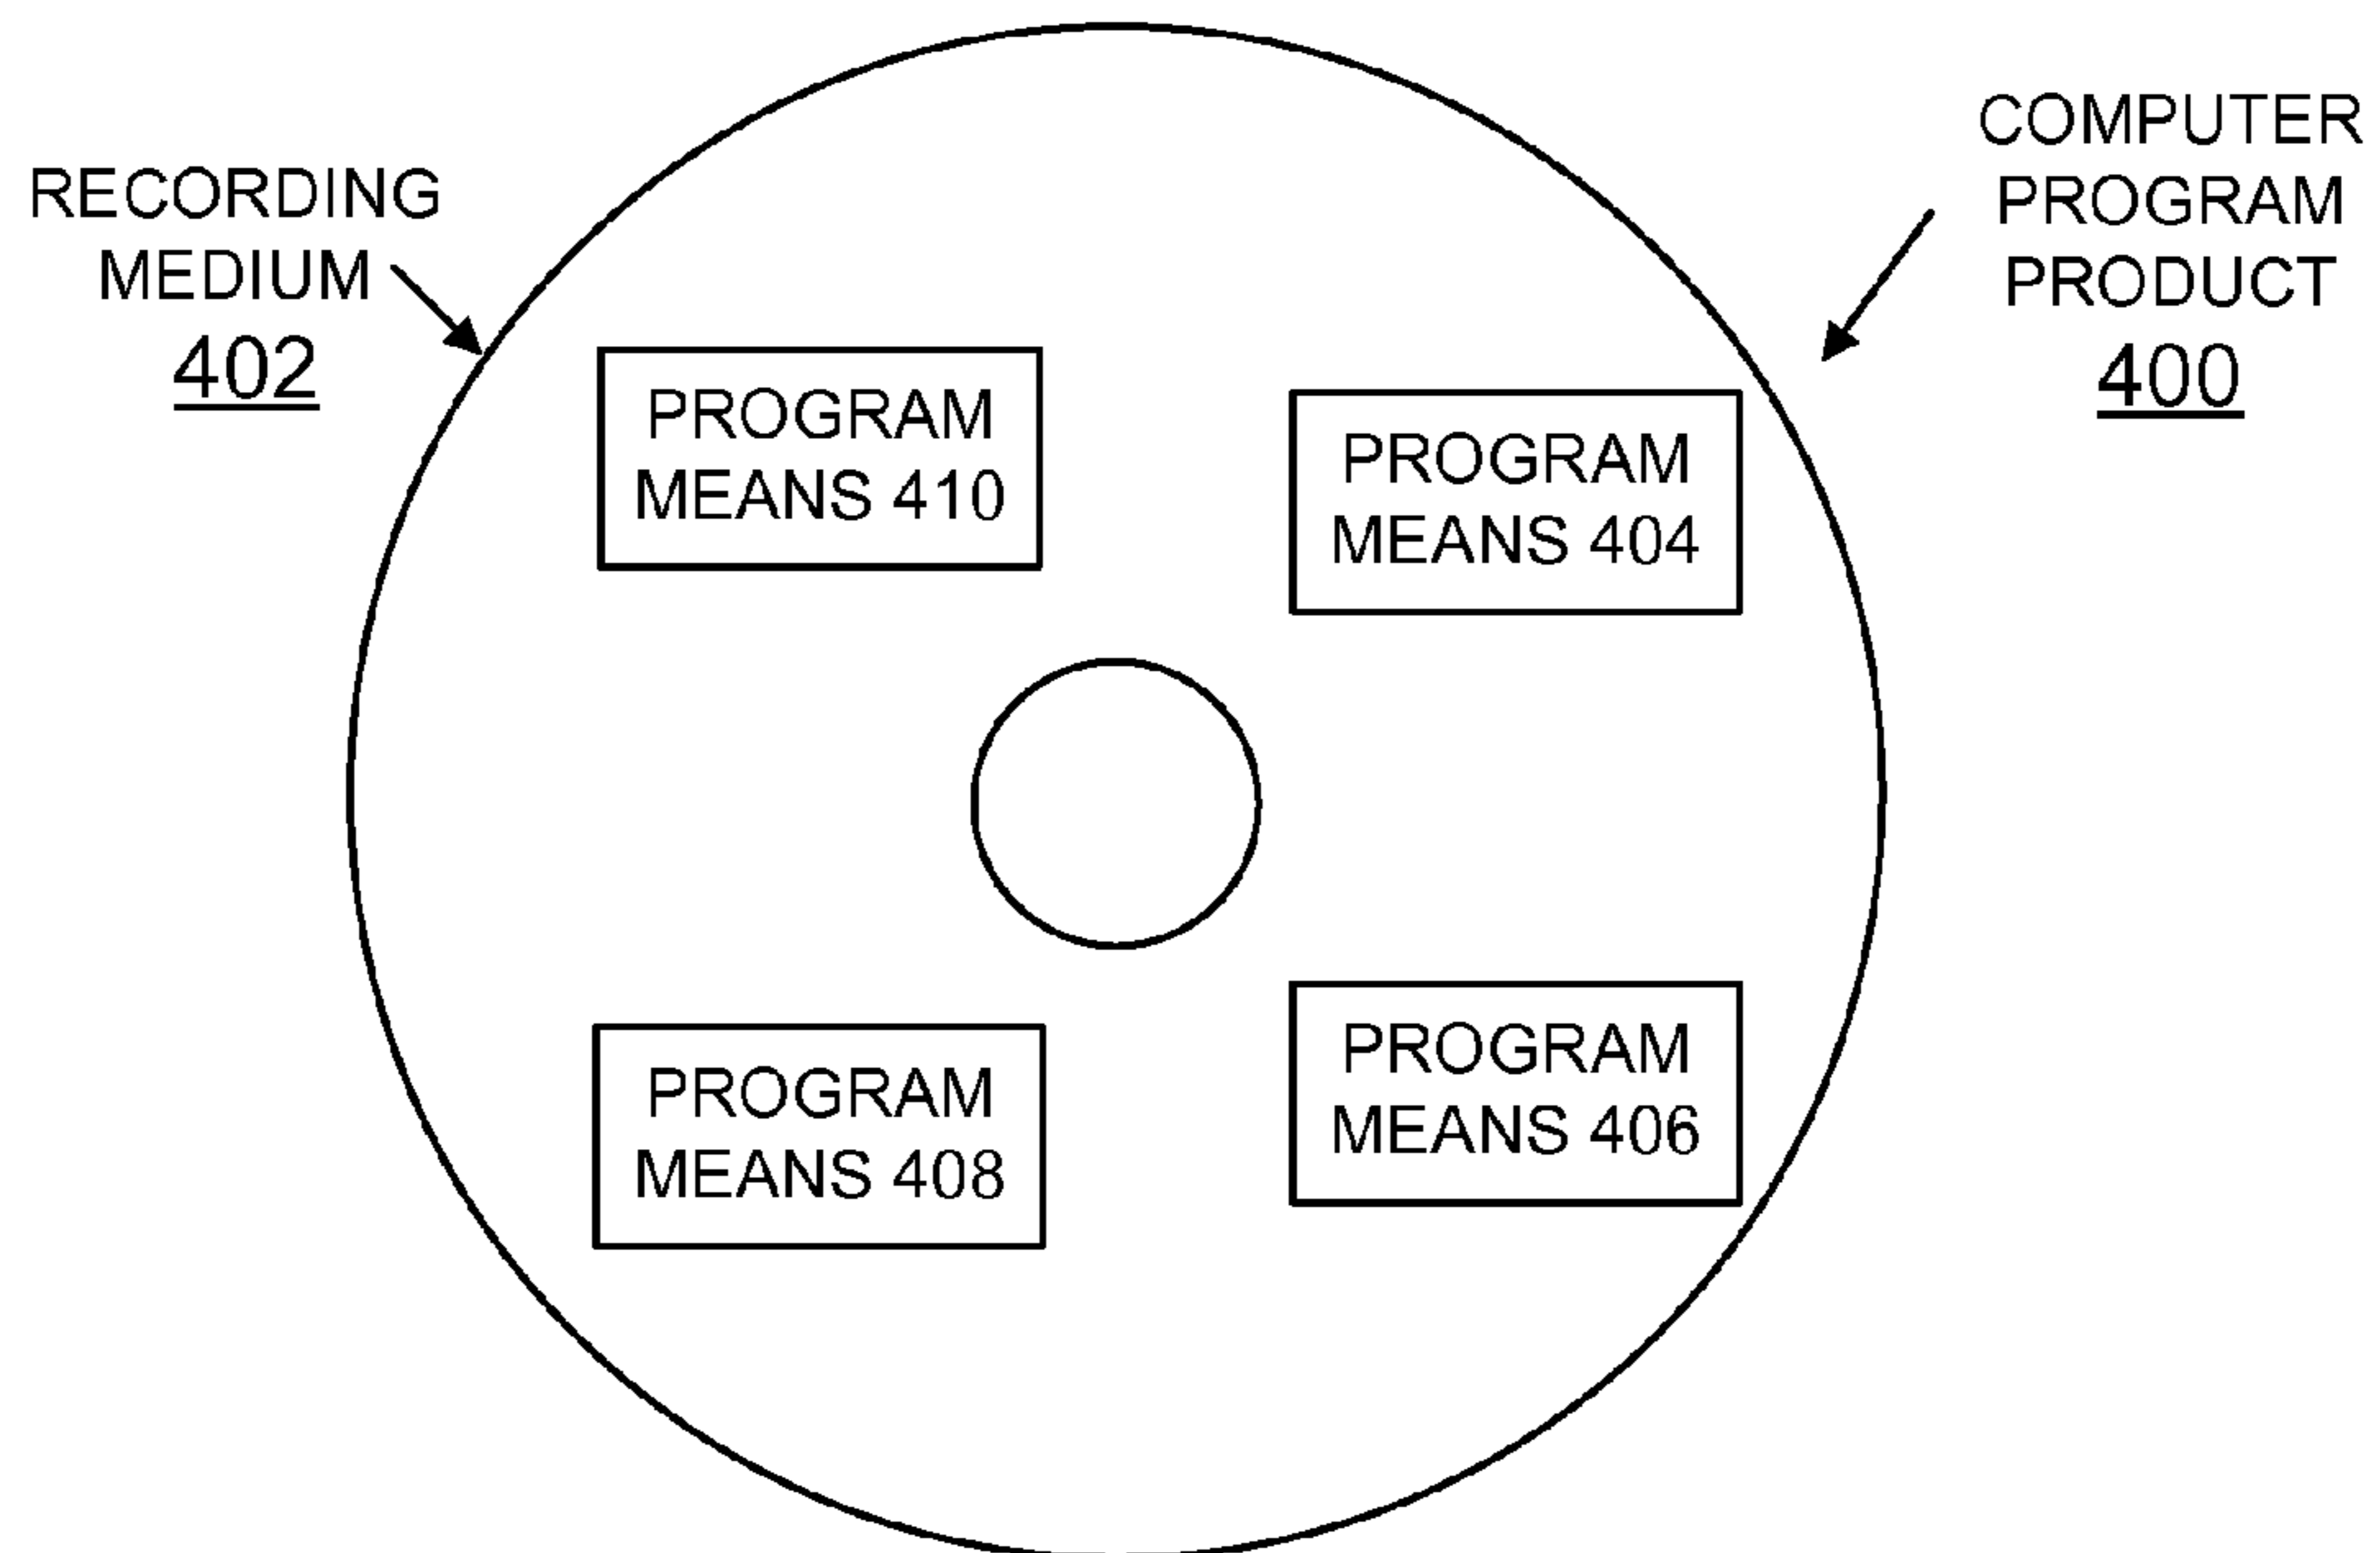 RECORDING
MEDIUM
402
COMPUTER
PROGRAM
PRODUCT
400
PROGRAM
MEANS 410
PROGRAM
MEANS 404
PROGRAM
MEANS 408
PROGRAM
MEANS 406